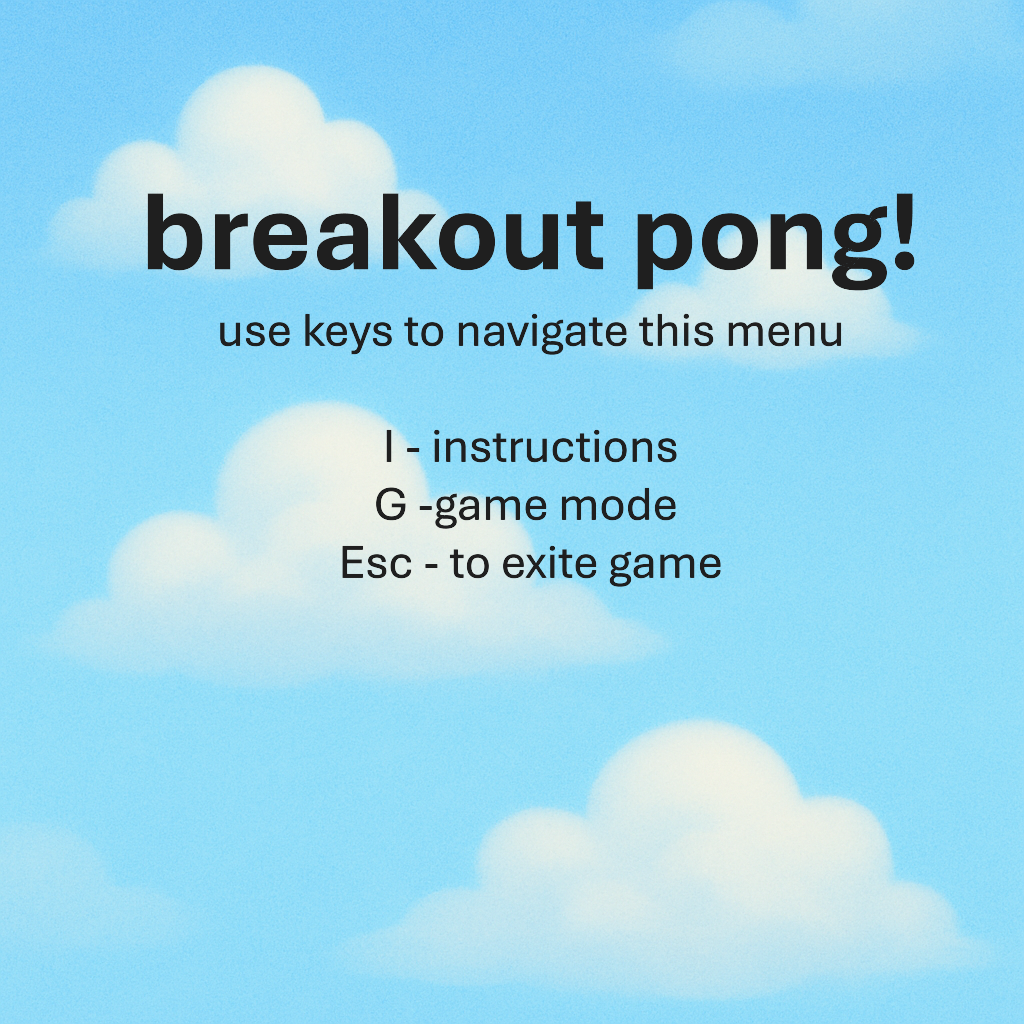 breakout pong!
use keys to navigate this menu
I - instructions
G -game mode
Esc - to exite game